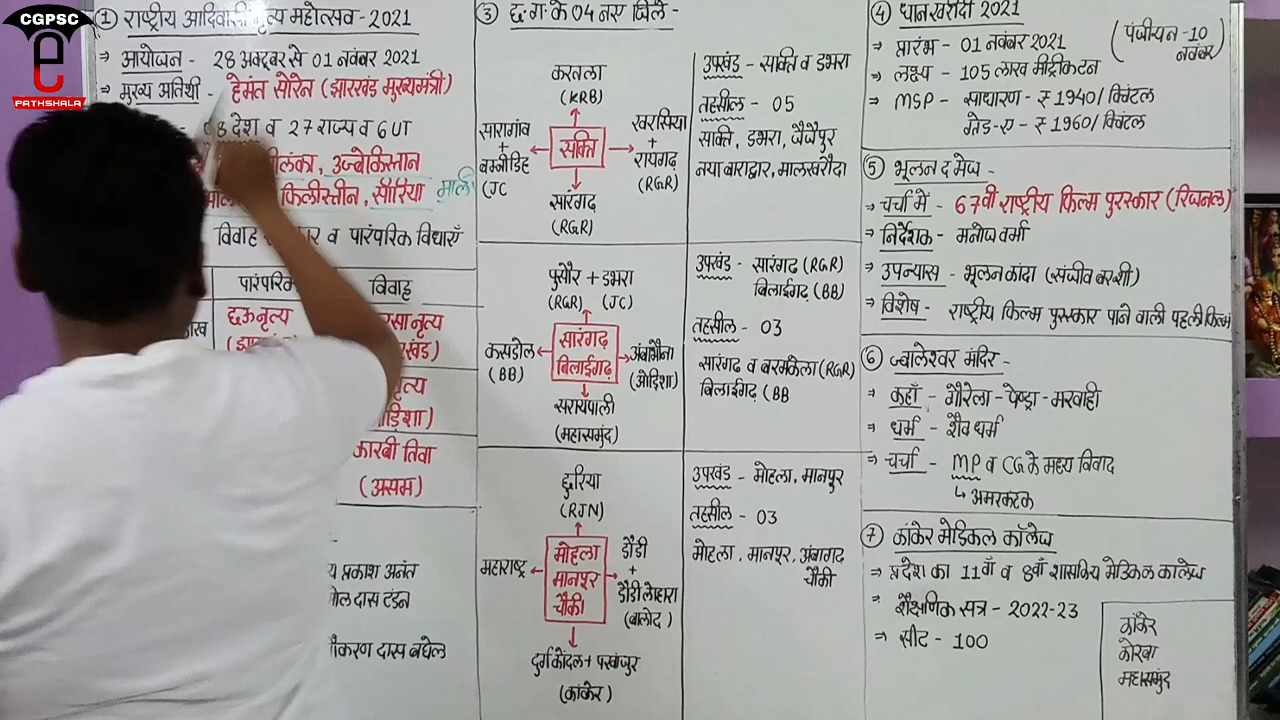 CGPSC
e
PATHSHALA
① राष्ट्रीय आदिवासी नृत्य महोत्सव - 2021
⇒ आयोजन - 28 अक्टूबर से 01 नवंबर 2021
⇒ मुख्य अतिथी - हेमंत सोरेन (झारखंड मुख्यमंत्री)
08 देश व 27 राज्य व 6 UT
उज्बेकिस्तान
फिलीस्तीन, सीरिया माली
विवाह व पारंपरिक विधाएँ
पारंपरिक विवाह
छऊ नृत्य
कारबी तिवा
(असम)
प्रकाश अनंत
दास टंडन
दास बघेल
③ छ.ग के 04 नए जिले -
करतला
(KRB)
सारागांव
+
बम्नीडिह
(JC
सक्ति
खरसिया
+
रायगढ़
(RGR)
सारंगढ़
(RGR)
उपखंड - सक्ति व डभरा
तहसील - 05
सक्ति, डभरा, जैजैपुर
नया बाराद्वार, मालखरौदा
पुसौर + डभरा
(RGR) (JC)
कसडोल
(BB)
सारंगढ़
बिलाईगढ़
अंबाभौना
(ओड़िशा)
सरायपाली
(महासमुंद)
उपखंड - सारंगढ़ (RGR)
बिलाईगढ़ (BB)
तहसील - 03
सारंगढ़ व बरमकेला (RGR)
बिलाईगढ़ (BB
छुरिया
(RJN)
महाराष्ट्र
मोहला
मानपुर
चौकी
डौंडी
+
डौंडी लोहारा
(बालोद)
दुर्गकोंदल + पखांजुर
(कांकेर)
उपखंड - मोहला, मानपुर
तहसील - 03
मोहला, मानपुर, अंबागढ़
चौकी
④ धान खरीदी 2021
⇒ प्रारंभ - 01 नवंबर 2021
(पंजीयन - 10
नवंबर)
⇒ लक्ष्य - 105 लाख मीट्रीकटन
⇒ MSP - साधारण - ₹ 1940/ क्विंटल
ग्रेड-ए - ₹ 1960/ क्विंटल
⑤ भूलन द मेज -
⇒ चर्चा में - 67वी राष्ट्रीय फिल्म पुरस्कार (रिजनल)
⇒ निर्देशक - मनोज वर्मा
⇒ उपन्यास - भूलन कांदा (संजीव बख्शी)
⇒ विशेष - राष्ट्रीय फिल्म पुरस्कार पाने वाली पहली फिल्म
⑥ ज्वालेश्वर मंदिर -
⇒ कहाँ - गौरेला - पेण्ड्रा - मरवाही
⇒ धर्म - शैव धर्म
⇒ चर्चा - MP व CG के मध्य विवाद
↳ अमरकंटक
⑦ कांकेर मेडिकल कॉलेज
⇒ प्रदेश का 11वाँ व 8वाँ शासकिय मेडिकल कालेज
⇒ शैक्षणिक सत्र - 2022-23
⇒ सीट - 100
कांकेर
कोरबा
महासमुंद